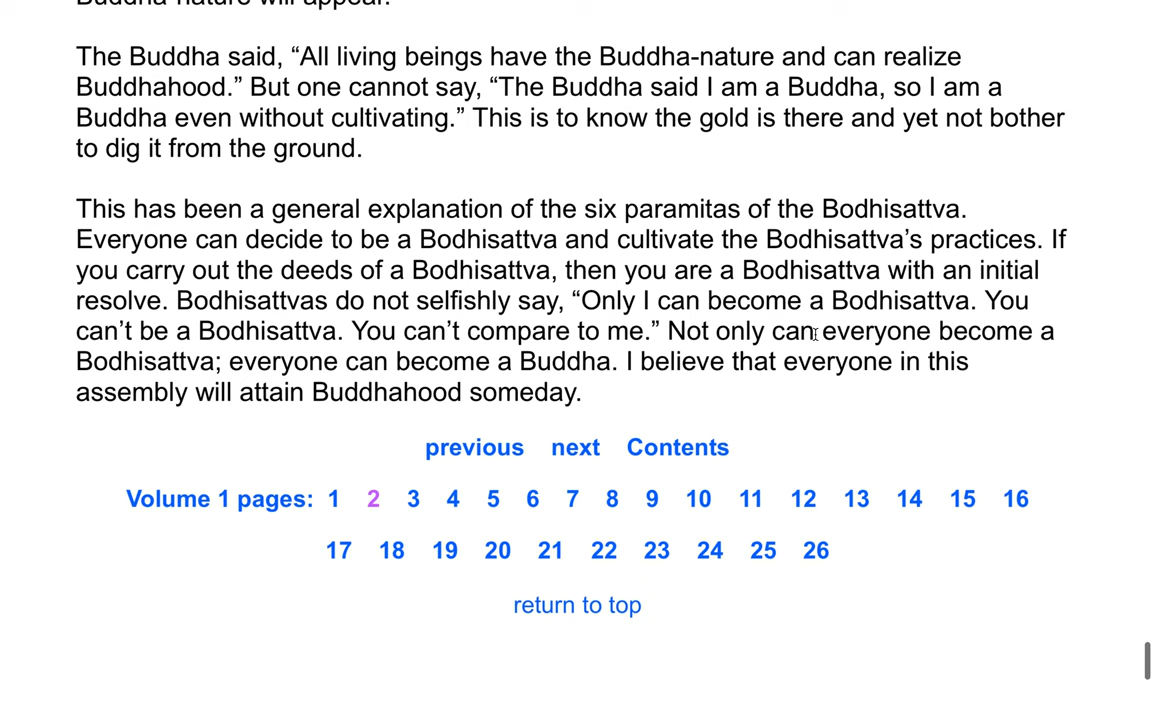 Buddha-nature will appear.
The Buddha said, “All living beings have the Buddha-nature and can realize
Buddhahood.” But one cannot say, “The Buddha said I am a Buddha, so I am a
Buddha even without cultivating.” This is to know the gold is there and yet not bother
to dig it from the ground.
This has been a general explanation of the six paramitas of the Bodhisattva.
Everyone can decide to be a Bodhisattva and cultivate the Bodhisattva’s practices. If
you carry out the deeds of a Bodhisattva, then you are a Bodhisattva with an initial
resolve. Bodhisattvas do not selfishly say, “Only I can become a Bodhisattva. You
can’t be a Bodhisattva. You can’t compare to me.” Not only can everyone become a
Bodhisattva; everyone can become a Buddha. I believe that everyone in this
assembly will attain Buddhahood someday.
previous next Contents
Volume 1 pages: 1 2 3 4 5 6 7 8 9 10 11 12 13 14 15 16
17 18 19 20 21 22 23 24 25 26
return to top